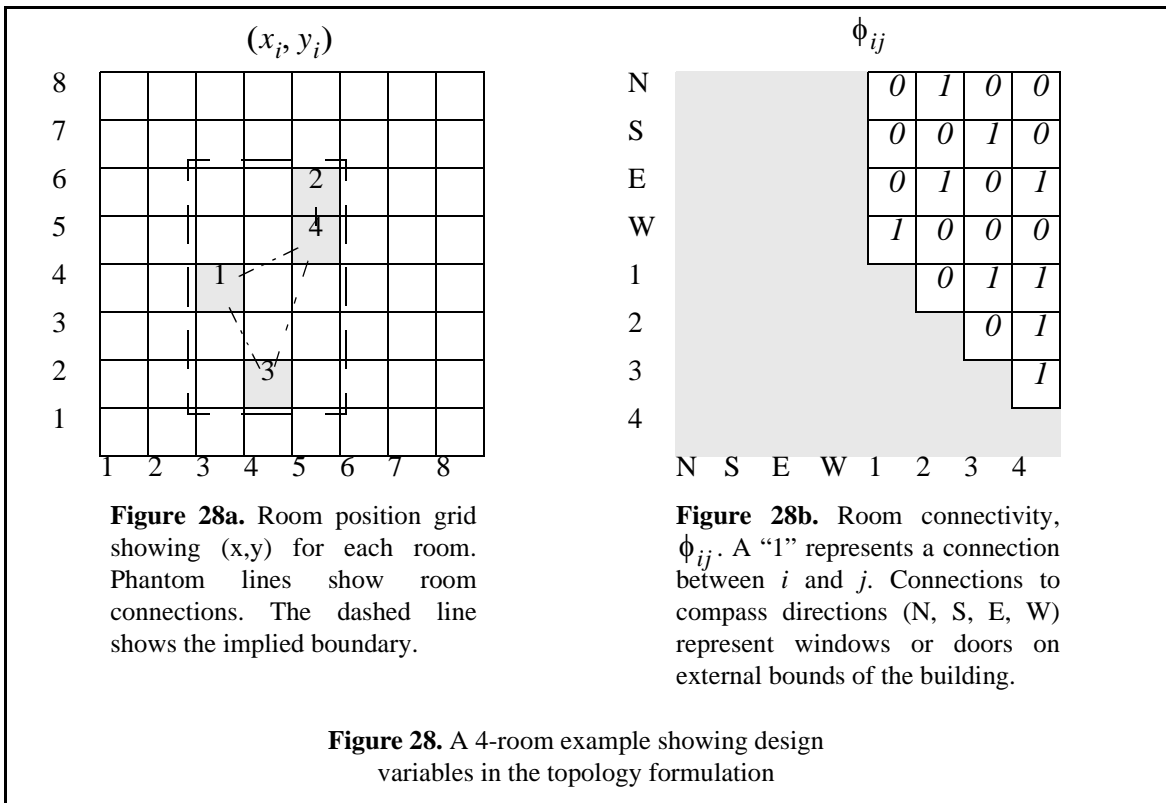 (x_i, y_i)
8
7
6 2
5 4
4 1
3
2 3
1
1 2 3 4 5 6 7 8
Figure 28a. Room position grid
showing (x,y) for each room.
Phantom lines show room
connections. The dashed line
shows the implied boundary.
ϕ_ij
N 0 1 0 0
S 0 0 1 0
E 0 1 0 1
W 1 0 0 0
1 0 1 1
2 0 1
3 1
4
N S E W 1 2 3 4
Figure 28b. Room connectivity,
ϕ_ij. A “1” represents a connection
between i and j. Connections to
compass directions (N, S, E, W)
represent windows or doors on
external bounds of the building.
Figure 28. A 4-room example showing design
variables in the topology formulation